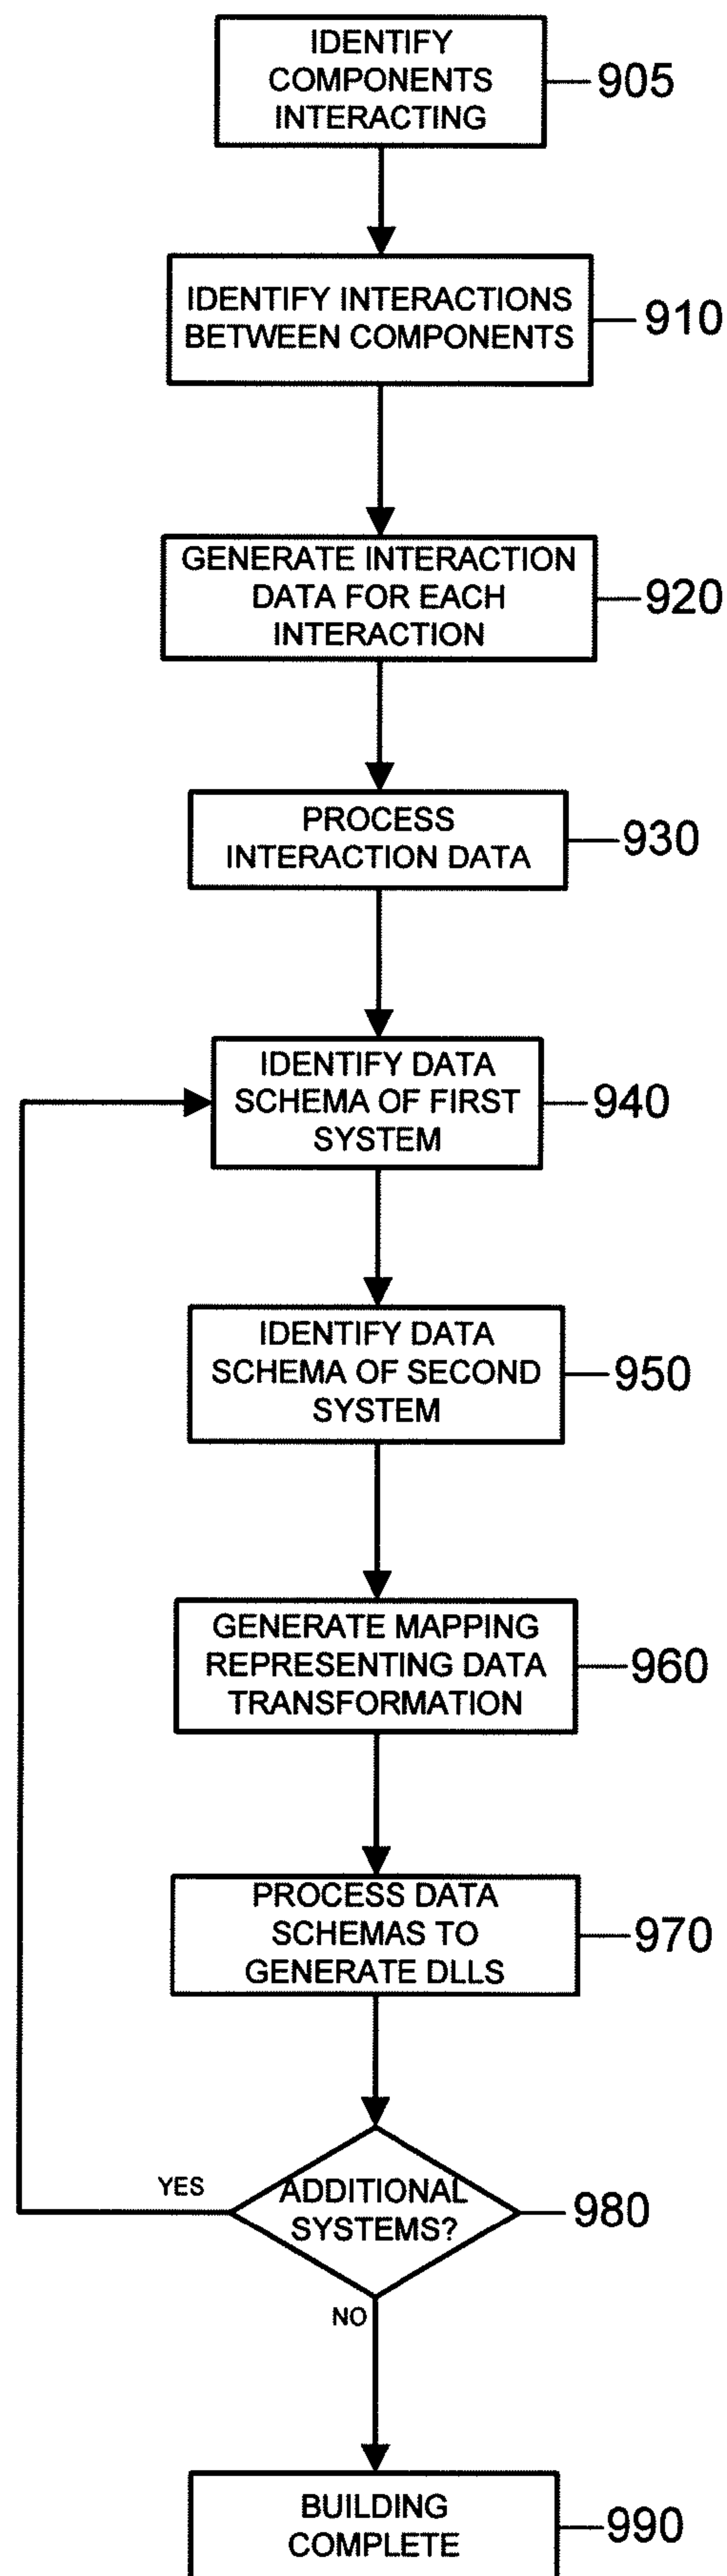 IDENTIFY
COMPONENTS
INTERACTING
905
IDENTIFY INTERACTIONS
BETWEEN COMPONENTS
910
GENERATE INTERACTION
DATA FOR EACH
INTERACTION
920
PROCESS
INTERACTION DATA
930
IDENTIFY DATA
SCHEMA OF FIRST
SYSTEM
940
IDENTIFY DATA
SCHEMA OF SECOND
SYSTEM
950
GENERATE MAPPING
REPRESENTING DATA
TRANSFORMATION
960
PROCESS DATA
SCHEMAS TO
GENERATE DLLS
970
YES
ADDITIONAL
SYSTEMS?
980
NO
BUILDING
COMPLETE
990